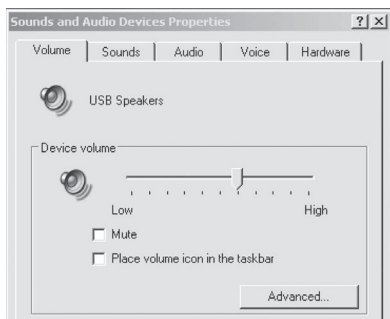 Sounds and Audio Devices Properties
Volume Sounds Audio Voice Hardware
USB Speakers
Device volume
Low High
Mute
Place volume icon in the taskbar
Advanced...